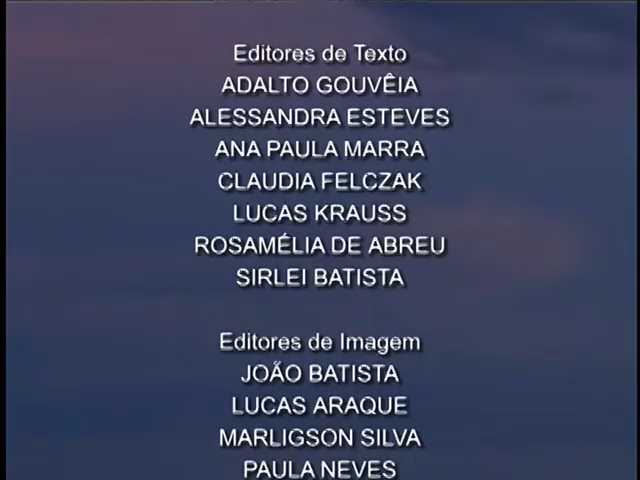 Editores de Texto
ADALTO GOUVÊIA
ALESSANDRA ESTEVES
ANA PAULA MARRA
CLAUDIA FELCZAK
LUCAS KRAUSS
ROSAMÉLIA DE ABREU
SIRLEI BATISTA
Editores de Imagem
JOÃO BATISTA
LUCAS ARAQUE
MARLIGSON SILVA
PAULA NEVES